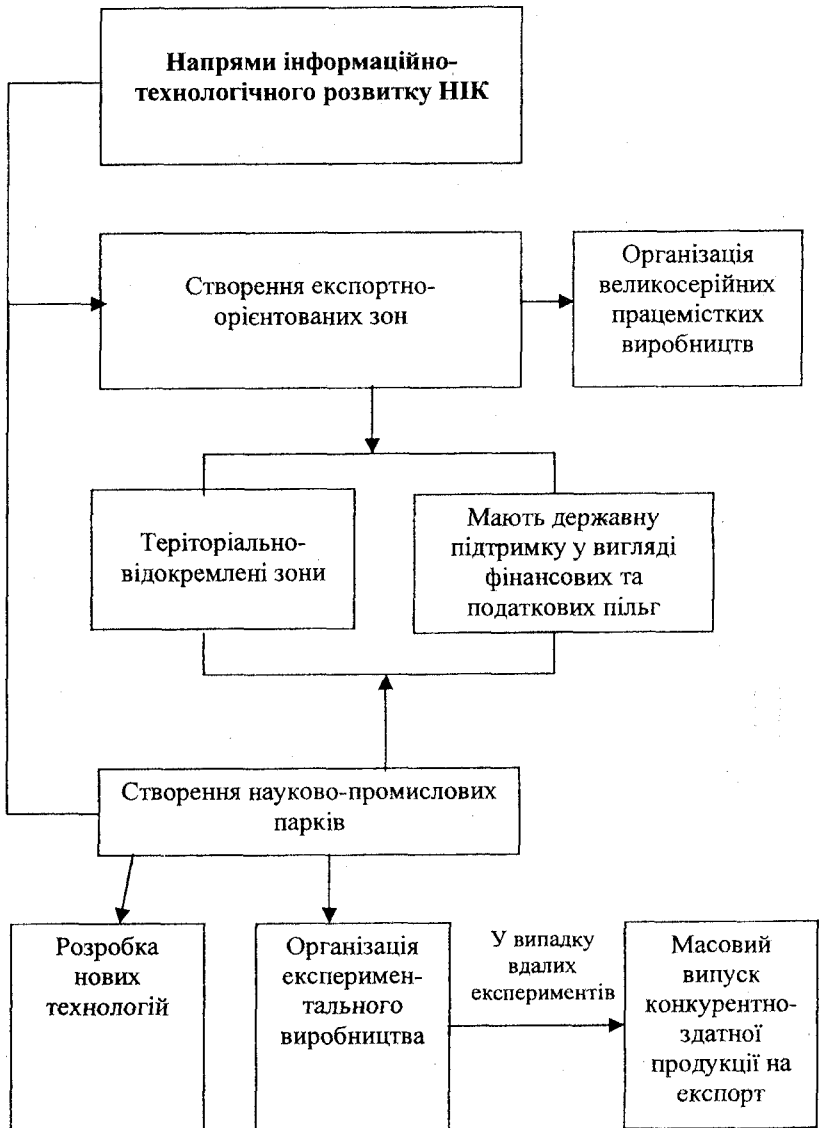 Напрями інформаційно-
технологічного розвитку НІК
Створення експортно-
орієнтованих зон
Організація
великосерійних
працемістких
виробництв
Теріторіально-
відокремлені зони
Мають державну
підтримку у вигляді
фінансових та
податкових пільг
Створення науково-промислових
парків
Розробка
нових
технологій
Організація
експеримен-
тального
виробництва
У випадку
вдалих
експериментів
Масовий
випуск
конкурентно-
здатної
продукції на
експорт